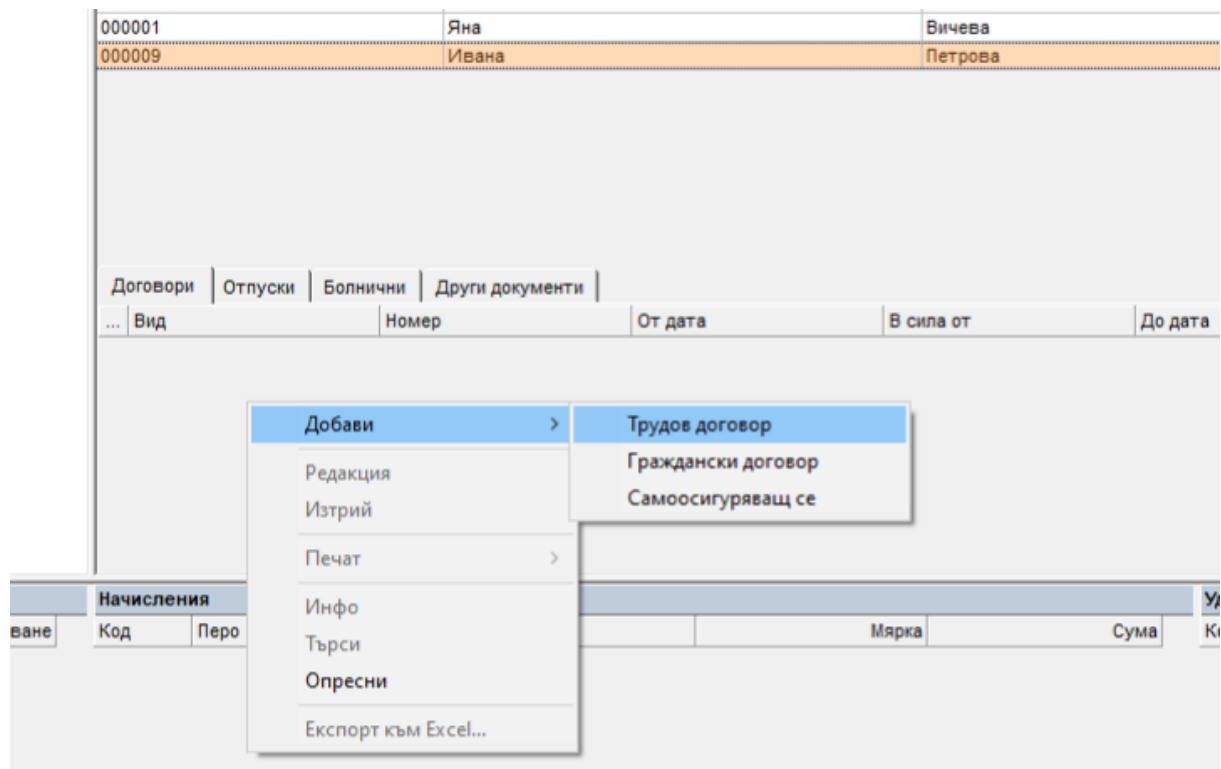 000001 Яна Вичева
000009 Ивана Петрова
Договори Отпуски Болнични Други документи
... Вид Номер От дата В сила от До дата
Добави > Трудов договор
Граждански договор
Редакция
Самоосигуряващ се
Изтрий
Печат >
Начисления
Инфо
ване Код Перо Мярка Сума
Търси
Опресни
Експорт към Excel...